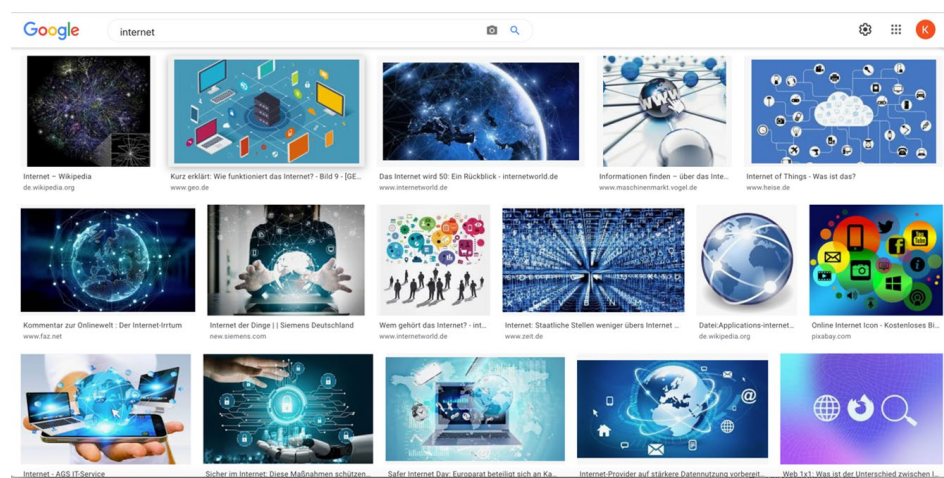 Google
internet
K
Internet – Wikipedia
de.wikipedia.org
Kurz erklärt: Wie funktioniert das Internet? - Bild 9 - [GE...
www.geo.de
Das Internet wird 50: Ein Rückblick - internetworld.de
www.internetworld.de
WWW
Informationen finden – über das Inte...
www.maschinenmarkt.vogel.de
Internet of Things - Was ist das?
www.heise.de
Kommentar zur Onlinewelt : Der Internet-Irrtum
www.faz.net
Internet der Dinge | | Siemens Deutschland
new.siemens.com
Wem gehört das Internet? - int...
www.internetworld.de
Internet: Staatliche Stellen weniger übers Internet ...
www.zeit.de
Datei:Applications-internet...
de.wikipedia.org
You
Tube
Online Internet Icon - Kostenloses Bi...
pixabay.com
@
Internet - AGS IT-Service
Sicher im Internet: Diese Maßnahmen schützen...
Safer Internet Day: Europarat beteiligt sich an Ka...
Internet-Provider auf stärkere Datennutzung vorbereit...
Web 1x1: Was ist der Unterschied zwischen I...